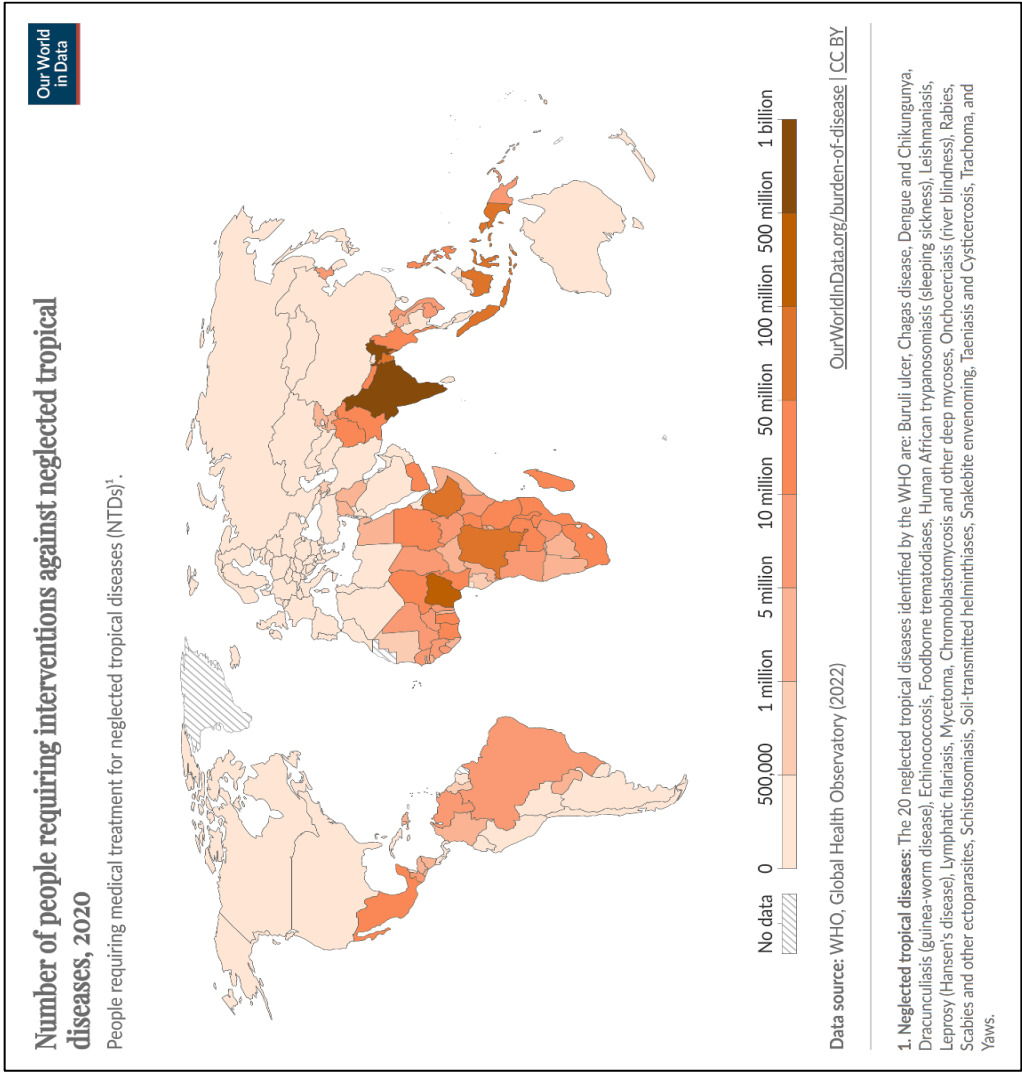 Number of people requiring interventions against neglected tropical
diseases, 2020
Our World
in Data
People requiring medical treatment for neglected tropical diseases (NTDs)¹.
No data
0
500,000
1 million
5 million
10 million
50 million
100 million
500 million
1 billion
Data source: WHO, Global Health Observatory (2022)
OurWorldInData.org/burden-of-disease | CC BY
1. Neglected tropical diseases: The 20 neglected tropical diseases identified by the WHO are: Buruli ulcer, Chagas disease, Dengue and Chikungunya,
Dracunculiasis (guinea-worm disease), Echinococcosis, Foodborne trematodiases, Human African trypanosomiasis (sleeping sickness), Leishmaniasis,
Leprosy (Hansen's disease), Lymphatic filariasis, Mycetoma, Chromoblastomycosis and other deep mycoses, Onchocerciasis (river blindness), Rabies,
Scabies and other ectoparasites, Schistosomiasis, Soil-transmitted helminthiases, Snakebite envenoming, Taeniasis and Cysticercosis, Trachoma, and
Yaws.